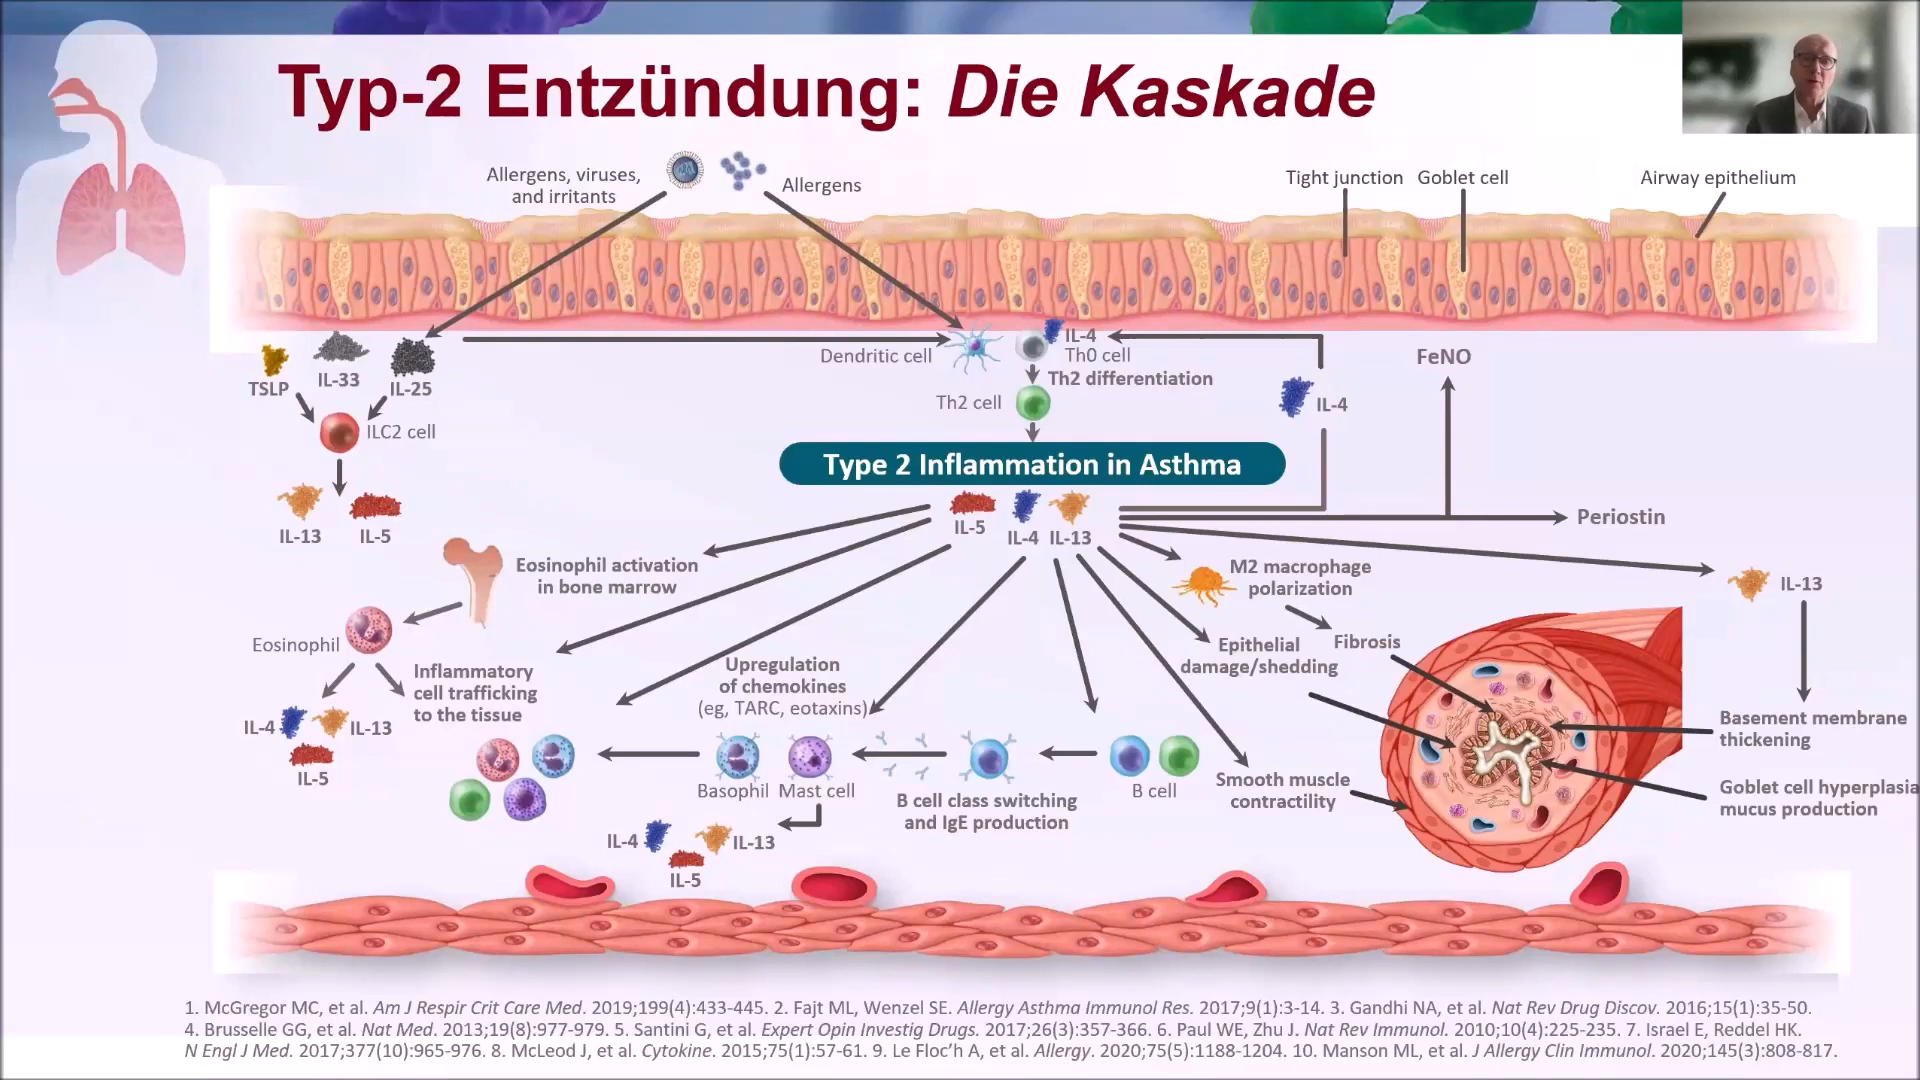 Typ-2 Entzündung: Die Kaskade
Allergens, viruses,
and irritants
Allergens
Tight junction
Goblet cell
Airway epithelium
TSLP
IL-33
IL-25
ILC2 cell
IL-13
IL-5
Dendritic cell
IL-4
Th0 cell
Th2 differentiation
Th2 cell
IL-4
FeNO
Type 2 Inflammation in Asthma
IL-5
IL-4
IL-13
Periostin
IL-13
Eosinophil activation
in bone marrow
Eosinophil
Inflammatory
cell trafficking
to the tissue
IL-4
IL-13
IL-5
Upregulation
of chemokines
(eg, TARC, eotaxins)
Basophil
Mast cell
IL-4
IL-13
IL-5
B cell class switching
and IgE production
B cell
M2 macrophage
polarization
Fibrosis
Epithelial
damage/shedding
Smooth muscle
contractility
Basement membrane
thickening
Goblet cell hyperplasia
mucus production
1. McGregor MC, et al. Am J Respir Crit Care Med. 2019;199(4):433-445. 2. Fajt ML, Wenzel SE. Allergy Asthma Immunol Res. 2017;9(1):3-14. 3. Gandhi NA, et al. Nat Rev Drug Discov. 2016;15(1):35-50.
4. Brusselle GG, et al. Nat Med. 2013;19(8):977-979. 5. Santini G, et al. Expert Opin Investig Drugs. 2017;26(3):357-366. 6. Paul WE, Zhu J. Nat Rev Immunol. 2010;10(4):225-235. 7. Israel E, Reddel HK.
N Engl J Med. 2017;377(10):965-976. 8. McLeod J, et al. Cytokine. 2015;75(1):57-61. 9. Le Floc'h A, et al. Allergy. 2020;75(5):1188-1204. 10. Manson ML, et al. J Allergy Clin Immunol. 2020;145(3):808-817.